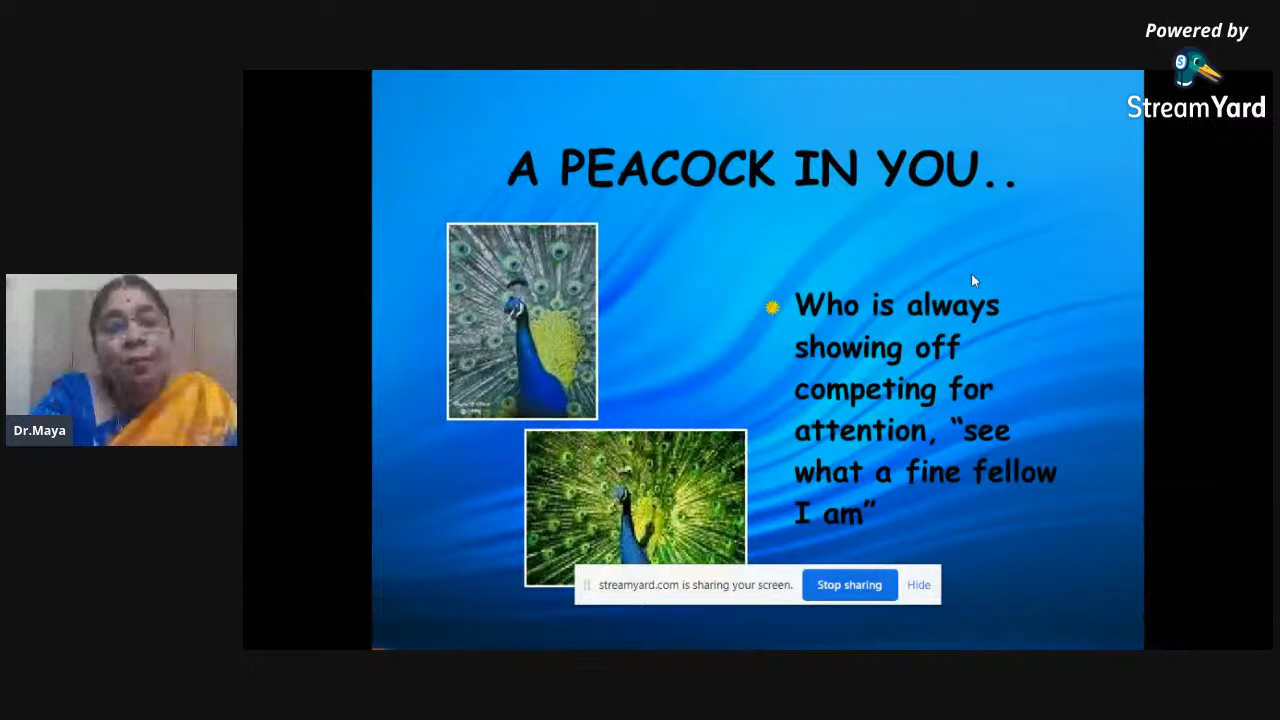 Powered by
StreamYard
A PEACOCK IN YOU..
Who is always
showing off
competing for
attention, “see
what a fine fellow
I am”
Dr.Maya
streamyard.com is sharing your screen.
Stop sharing
Hide